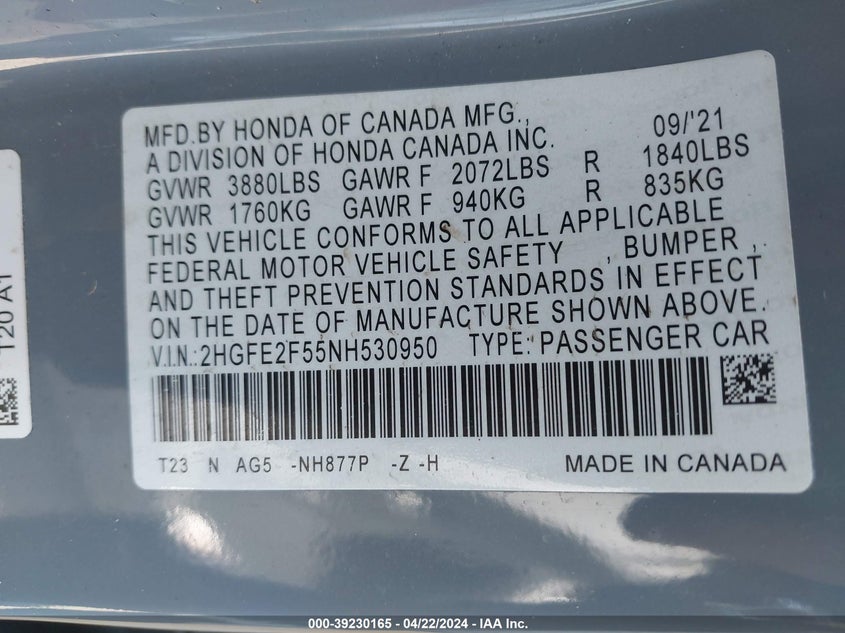 MFD.BY HONDA OF CANADA MFG., 09/'21
A DIVISION OF HONDA CANADA INC.
GVWR 3880LBS GAWR F 2072LBS R 1840LBS
GVWR 1760KG GAWR F 940KG R 835KG
THIS VEHICLE CONFORMS TO ALL APPLICABLE
FEDERAL MOTOR VEHICLE SAFETY , BUMPER ,
AND THEFT PREVENTION STANDARDS IN EFFECT
ON THE DATE OF MANUFACTURE SHOWN ABOVE.
V.I.N.:2HGFE2F55NH530950 TYPE: PASSENGER CAR
T23 N AG5 -NH877P -Z -H MADE IN CANADA
T20 A1
000-39230165 - 04/22/2024 - IAA Inc.